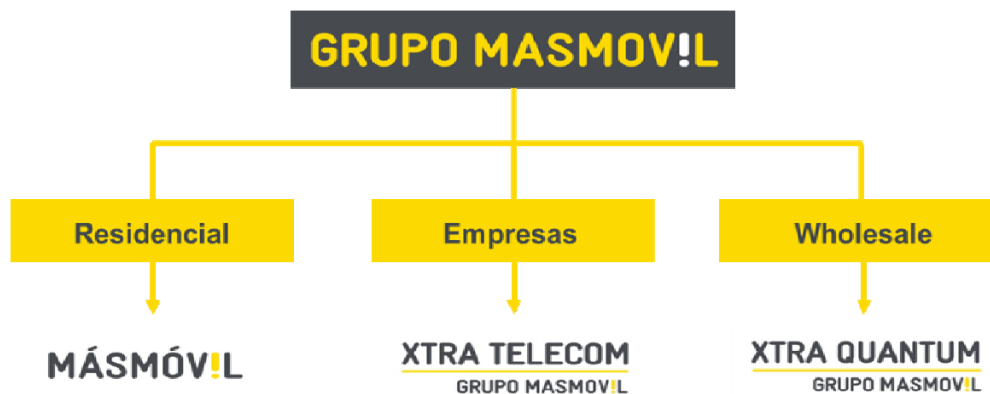 GRUPO MASMOV!L
Residencial
Empresas
Wholesale
MÁSMÓV!L
XTRA TELECOM
GRUPO MASMOV!L
XTRA QUANTUM
GRUPO MASMOV!L